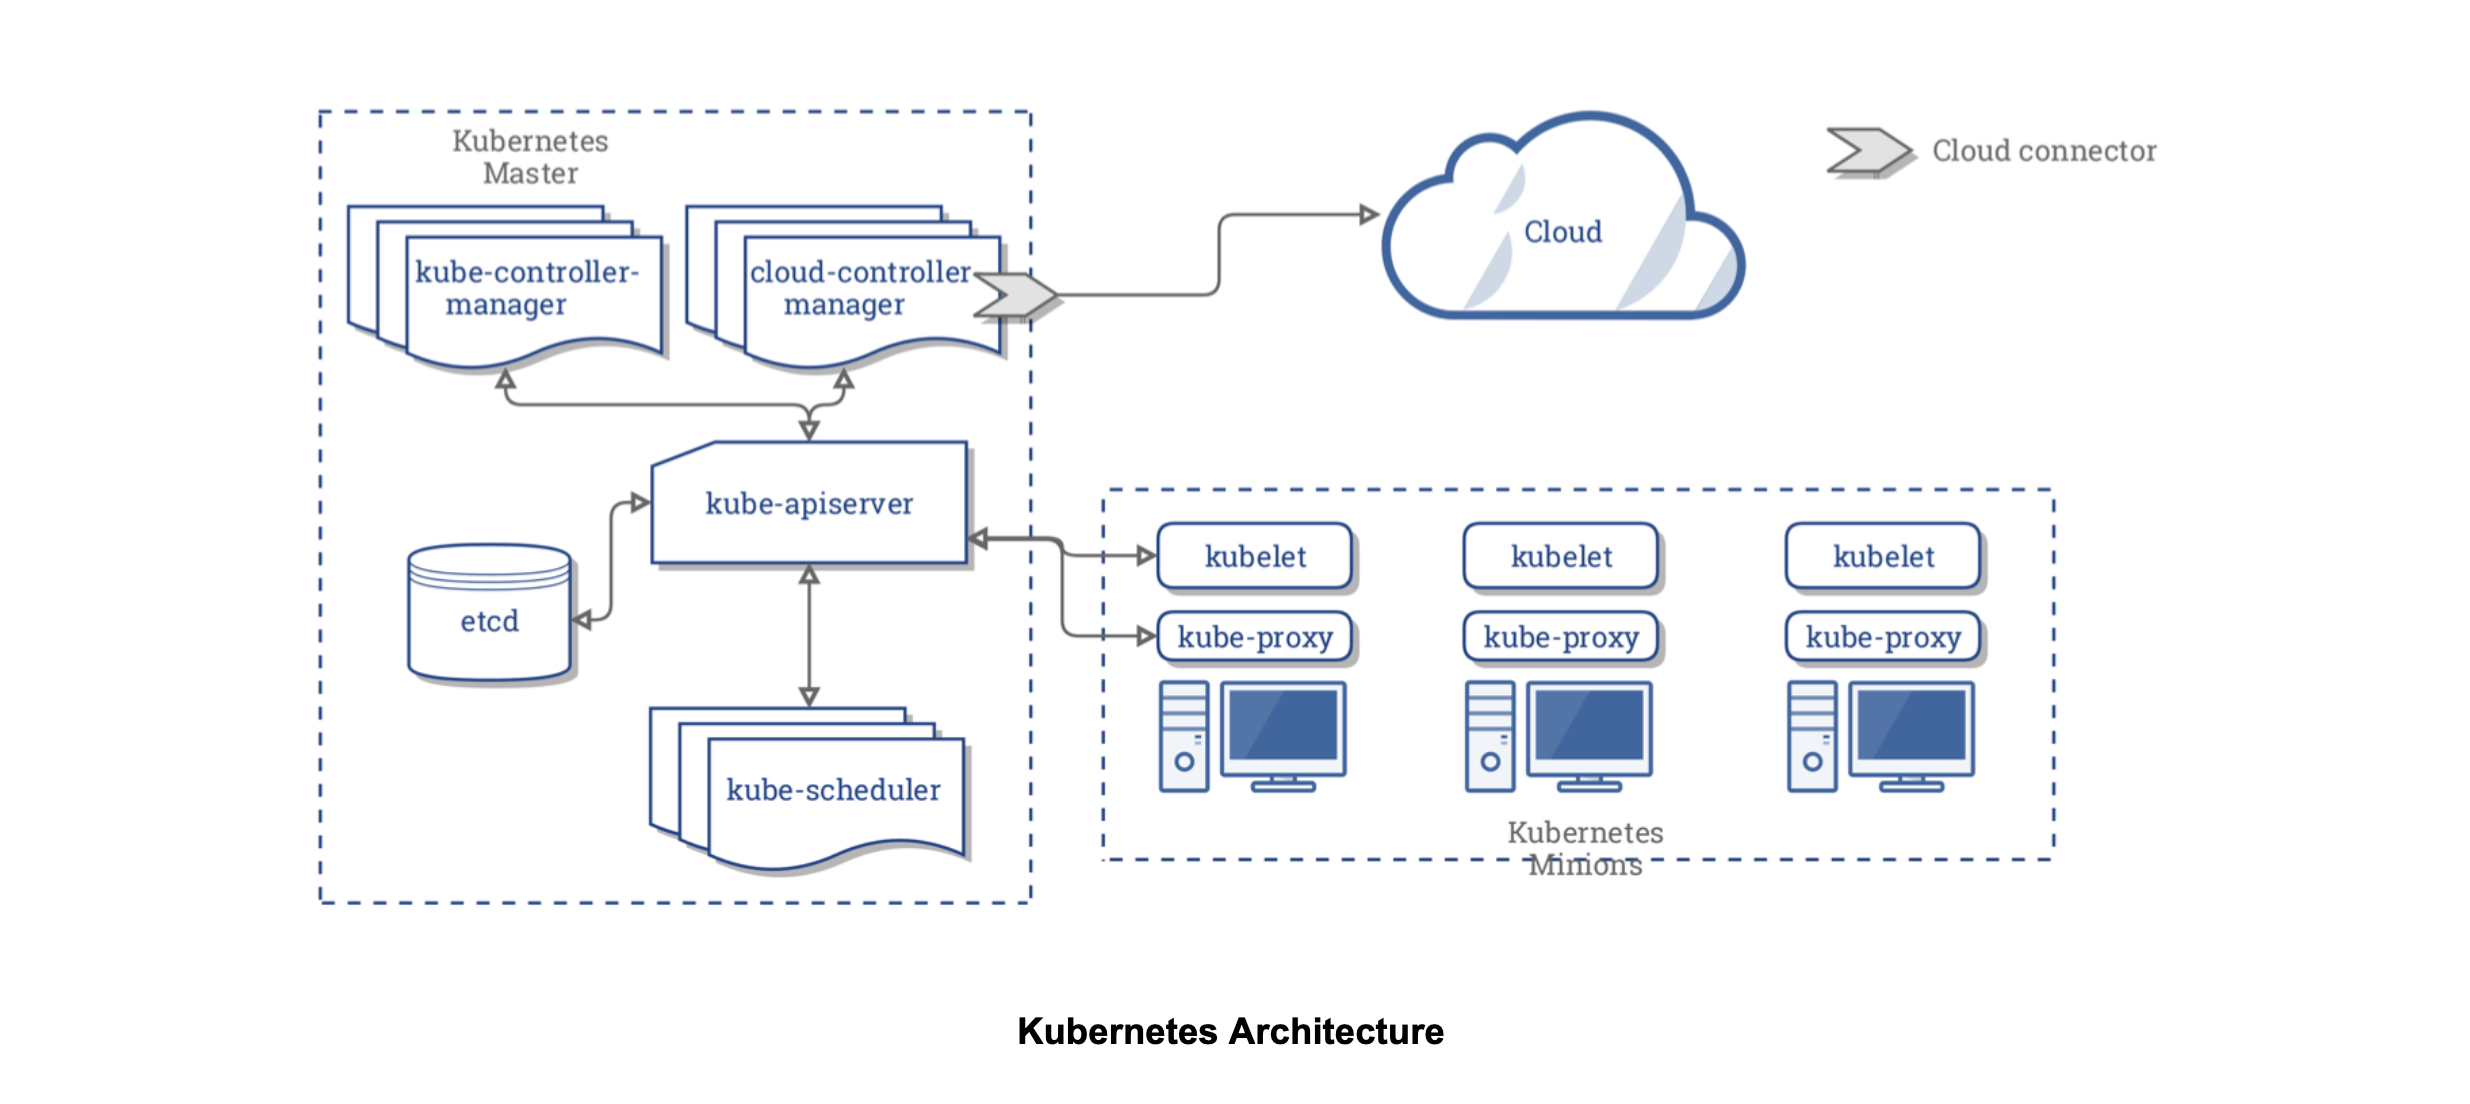 Kubernetes
Master
kube-controller-
manager
cloud-controller
manager
Cloud
Cloud connector
kube-apiserver
etcd
kube-scheduler
kubelet
kubelet
kubelet
kube-proxy
kube-proxy
kube-proxy
Kubernetes
Minions
Kubernetes Architecture